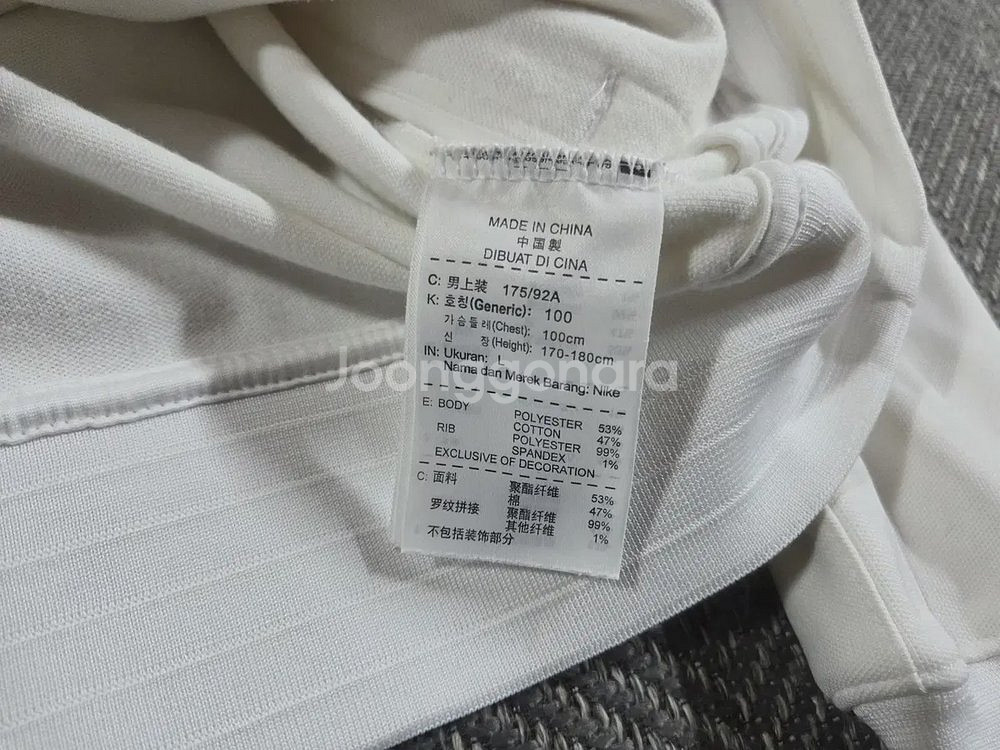 MADE IN CHINA
中国製
DIBUAT DI CINA
C: 男上装 175/92A
K: 호칭(Generic): 100
가슴둘레(Chest): 100cm
신 장(Height): 170-180cm
IN: Ukuran: L
Nama dan Merek Barang: Nike
Joonggonara
E: BODY POLYESTER 53%
COTTON 47%
RIB POLYESTER 99%
SPANDEX 1%
EXCLUSIVE OF DECORATION
C: 面料 聚酯纤维 53%
棉 47%
罗纹拼接 聚酯纤维 99%
其他纤维 1%
不包括装饰部分